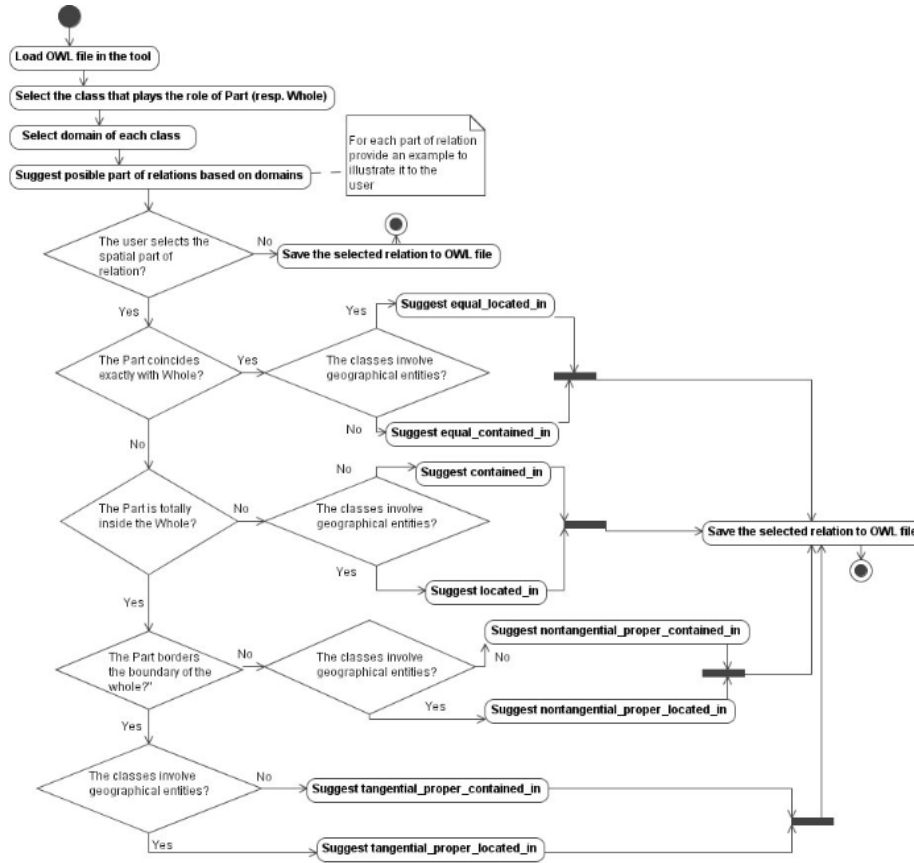 Load OWL file in the tool
Select the class that plays the role of Part (resp. Whole)
Select domain of each class
Suggest posible part of relations based on domains
For each part of relation
provide an example to
illustrate it to the
user
The user selects the
spatial part of
relation?
No
Save the selected relation to OWL file
Yes
The Part coincides
exactly with Whole?
Yes
The classes involve
geographical entities?
Yes
Suggest equal_located_in
No
Suggest equal_contained_in
No
The Part is totally
inside the Whole?
No
The classes involve
geographical entities?
No
Suggest contained_in
Yes
Suggest located_in
Save the selected relation to OWL file
Yes
The Part borders
the boundary of the
whole?"
No
The classes involve
geographical entities?
Suggest nontangential_proper_contained_in
No
Yes
Suggest nontangential_proper_located_in
Yes
The classes involve
geographical entities?
No
Suggest tangential_proper_contained_in
Yes
Suggest tangential_proper_located_in